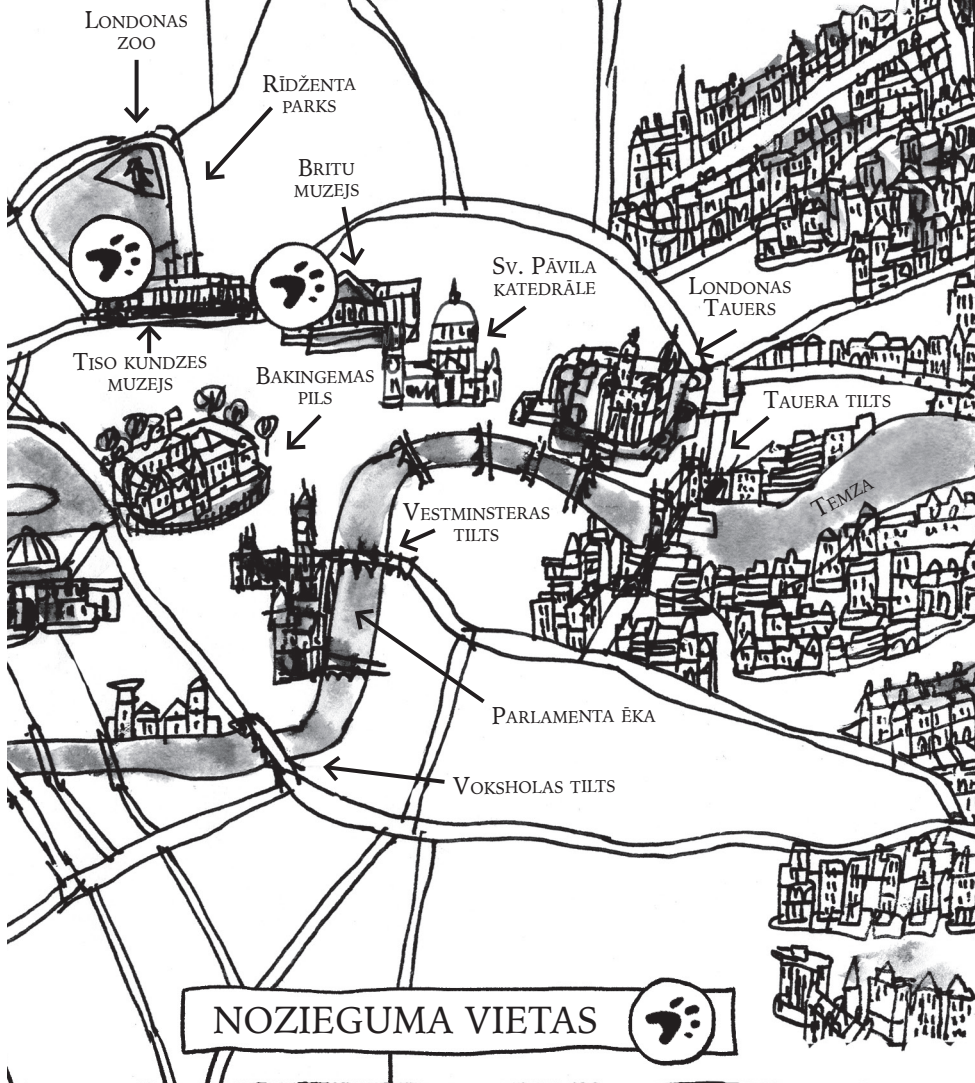 Londonas
zoo
Rīdženta
parks
Britu
muzejs
Sv. Pāvila
katedrāle
Londonas
Tauers
Tiso kundzes
muzejs
Bakingemas
pils
Tauera tilts
Temza
Vestminsteras
tilts
Parlamenta ēka
Voksholas tilts
NOZIEGUMA VIETAS